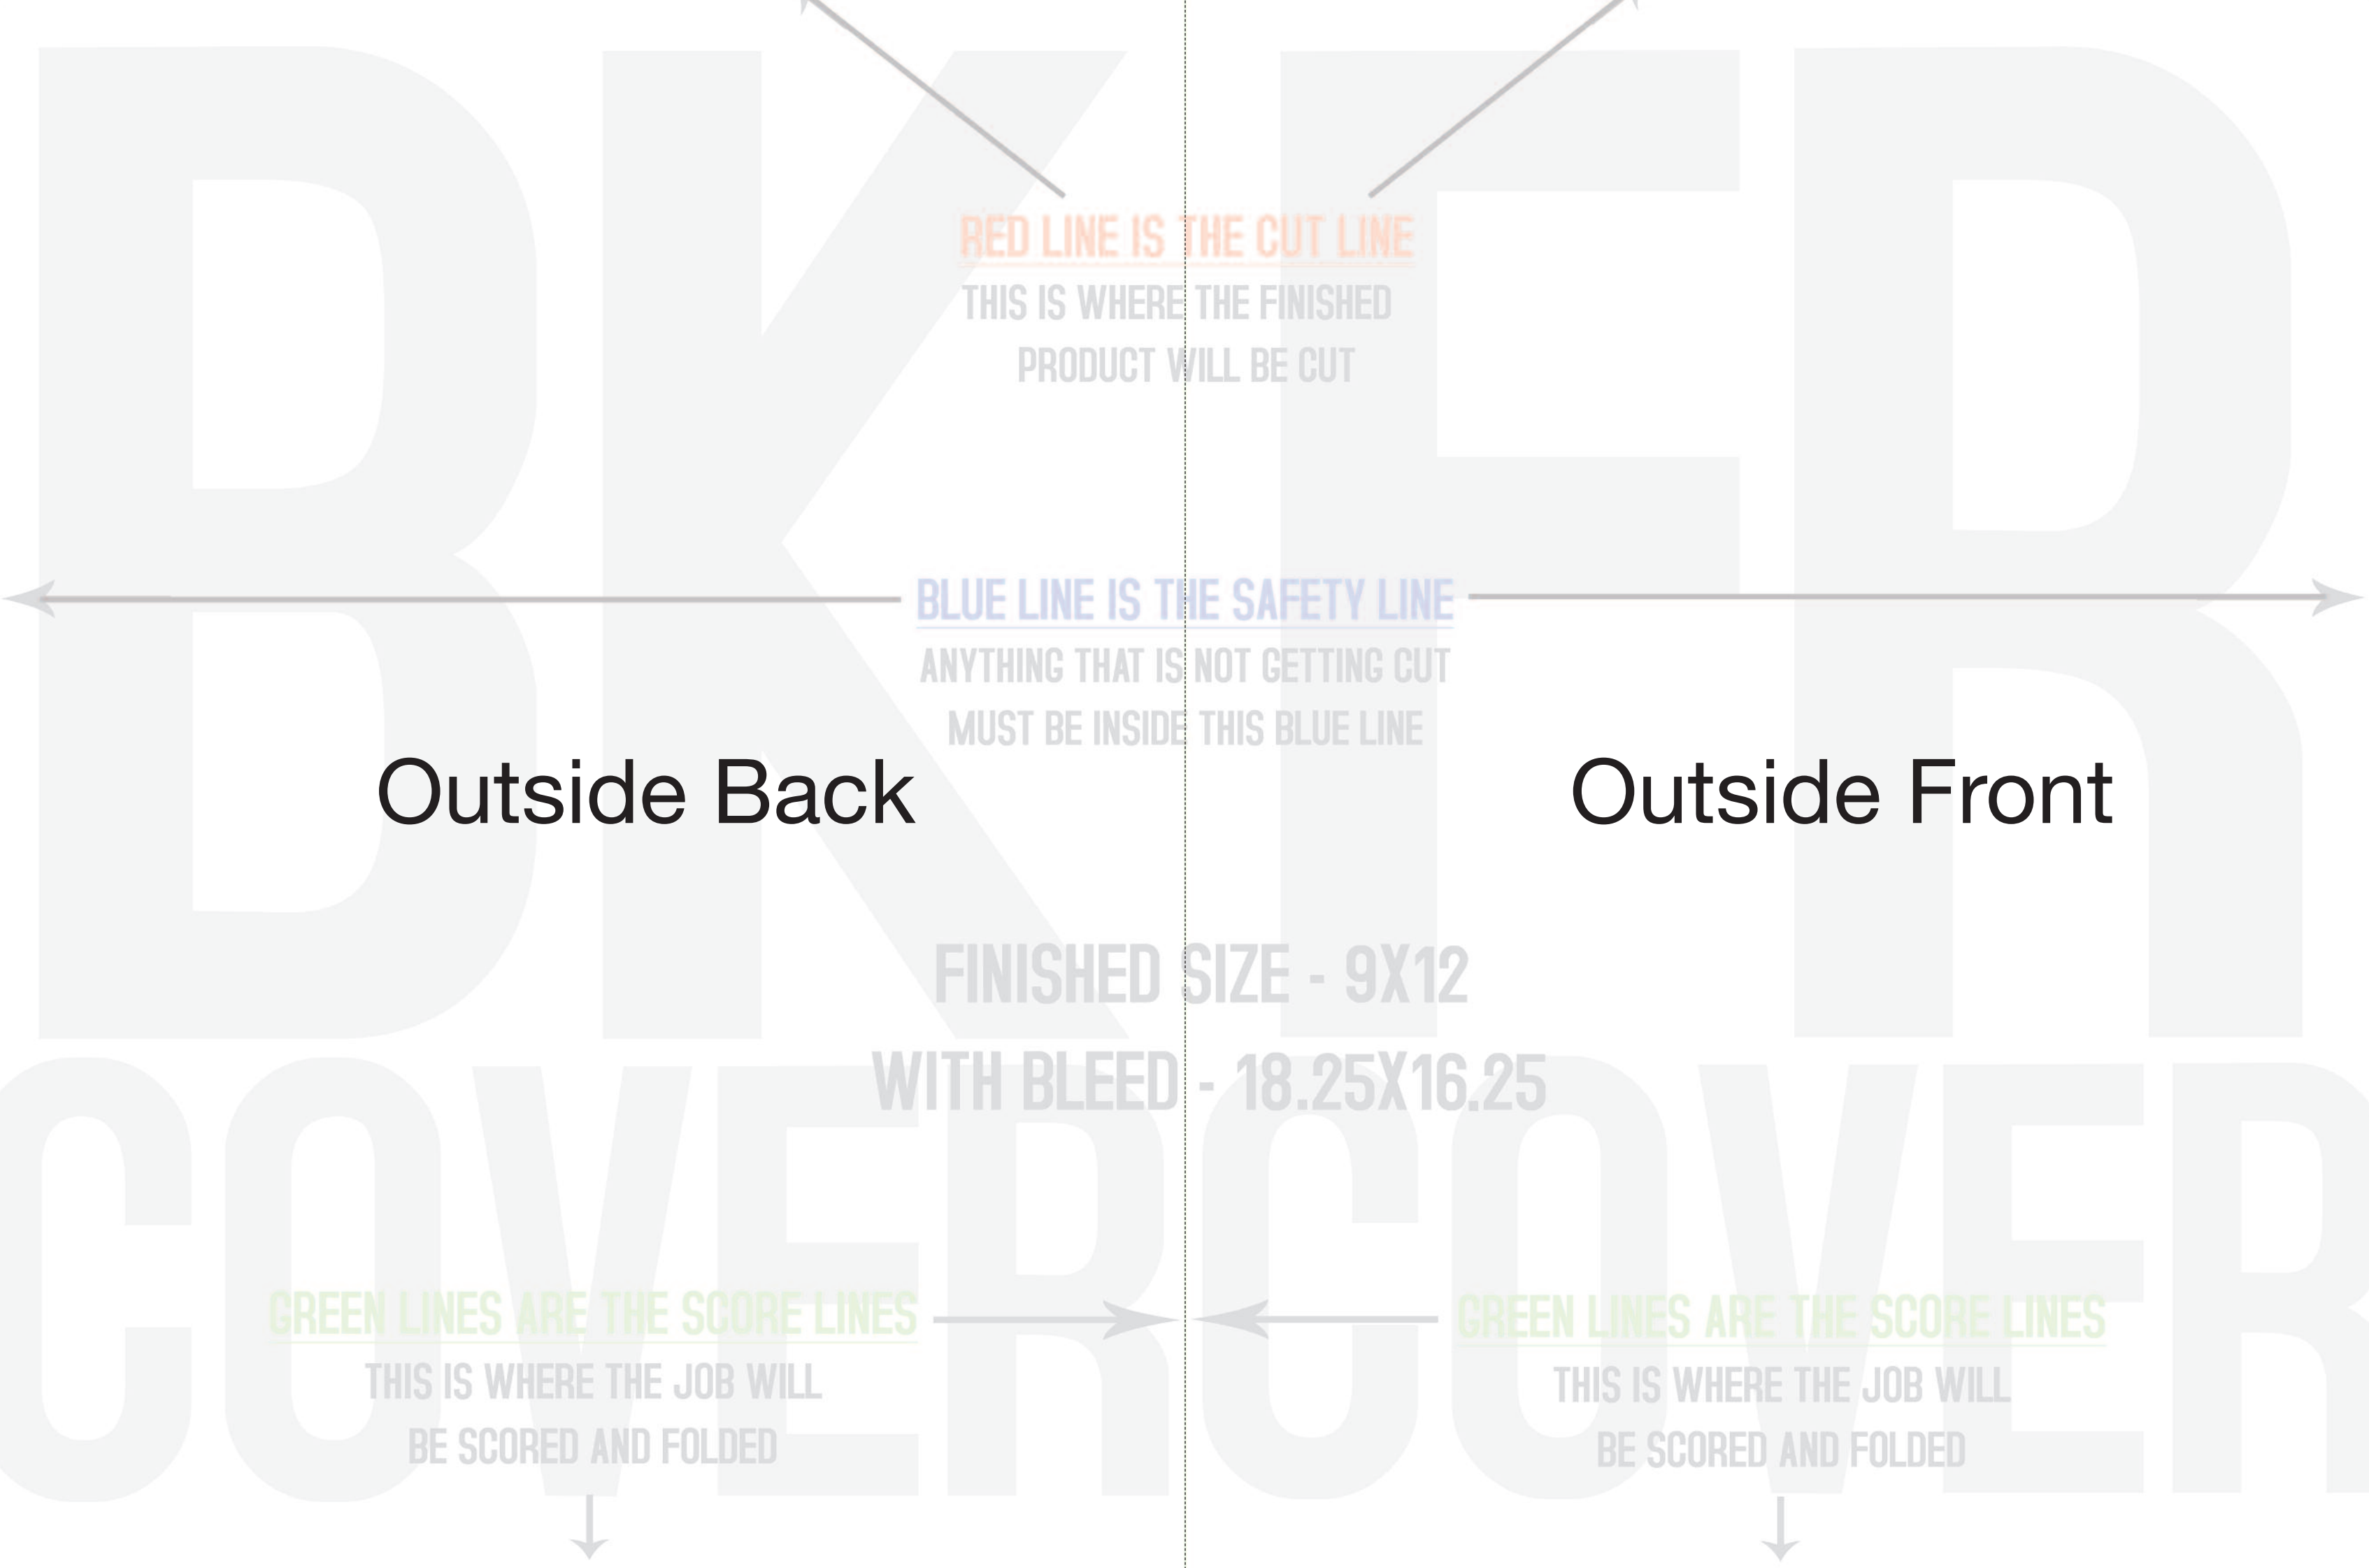 BK FR
RED LINE IS THE CUT LINE
THIS IS WHERE THE FINISHED
PRODUCT WILL BE CUT
BLUE LINE IS THE SAFETY LINE
ANYTHING THAT IS NOT GETTING CUT
MUST BE INSIDE THIS BLUE LINE
Outside Back
Outside Front
FINISHED SIZE - 9X12
WITH BLEED - 18.25X16.25
COVER COVER
GREEN LINES ARE THE SCORE LINES
THIS IS WHERE THE JOB WILL
BE SCORED AND FOLDED
GREEN LINES ARE THE SCORE LINES
THIS IS WHERE THE JOB WILL
BE SCORED AND FOLDED